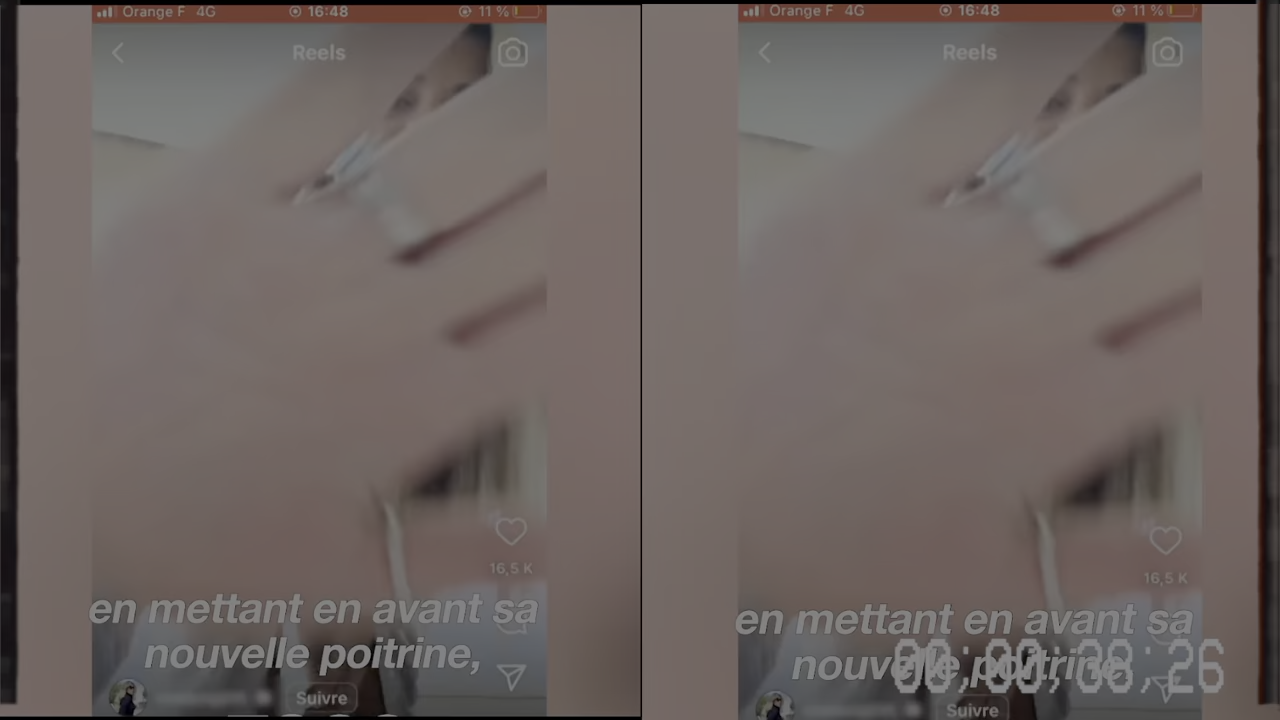 Orange F 4G 16:48 11 %
Reels
16,5 K
en mettant en avant sa
nouvelle poitrine,
Suivre
Orange F 4G 16:48 11 %
Reels
16,5 K
en mettant en avant sa
nouvelle poitrine,
00;00;38;26
Suivre